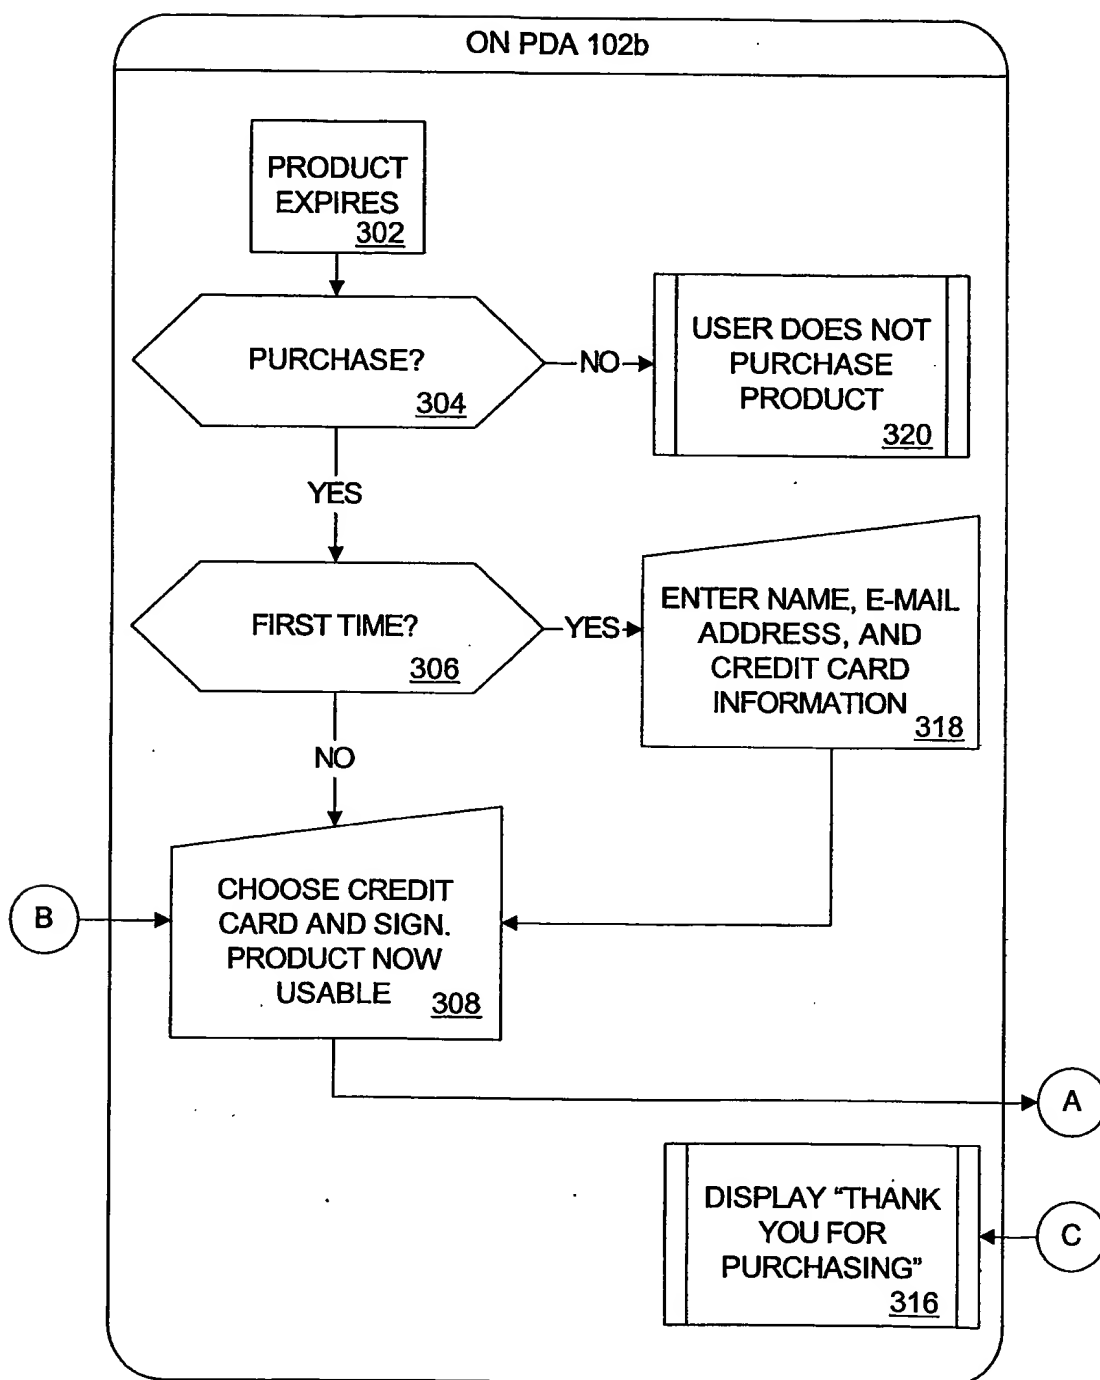 ON PDA 102b
PRODUCT
EXPIRES
302
PURCHASE?
304
NO
USER DOES NOT
PURCHASE
PRODUCT
320
YES
FIRST TIME?
306
YES
ENTER NAME, E-MAIL
ADDRESS, AND
CREDIT CARD
INFORMATION
318
NO
B
CHOOSE CREDIT
CARD AND SIGN.
PRODUCT NOW
USABLE
308
A
DISPLAY “THANK
YOU FOR
PURCHASING”
316
C